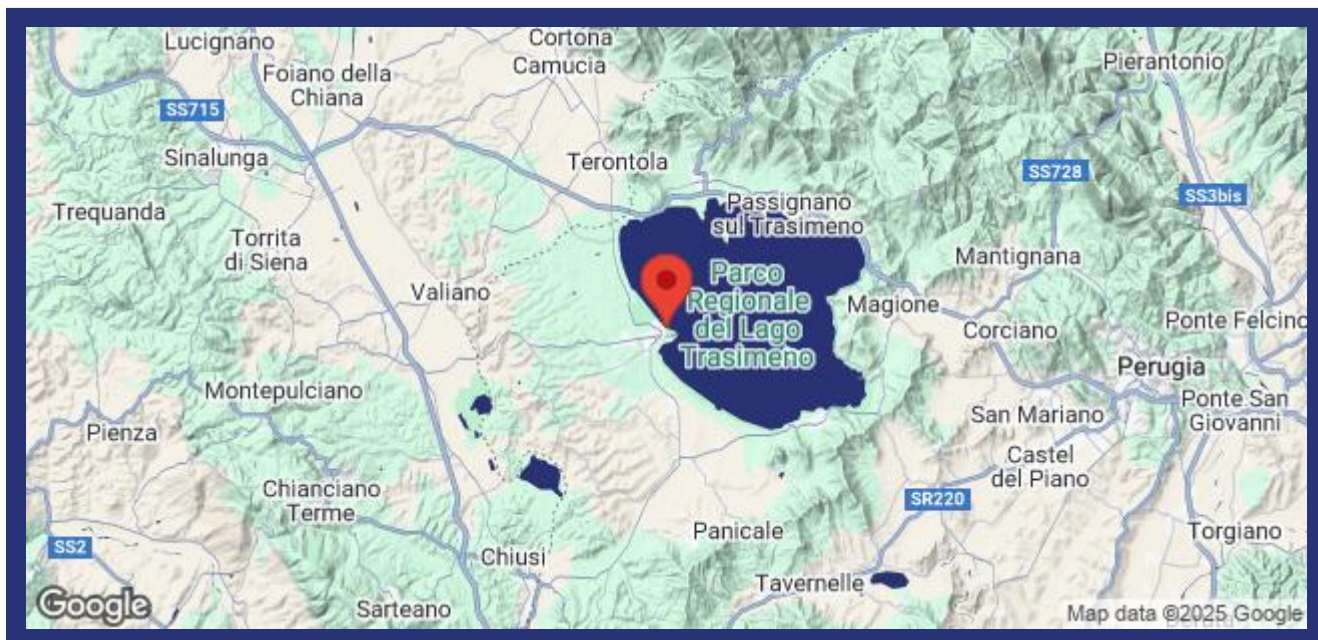 Lucignano
Cortona
Camucia
Pierantonio
Foiano della
Chiana
SS715
Sinalunga
Terontola
SS728
SS3bis
Trequanda
Passignano
sul Trasimeno
Torrita
di Siena
Mantignana
Valiano
Parco
Regionale
del Lago
Trasimeno
Magione
Corciano
Ponte Felcino
Perugia
Montepulciano
Pienza
San Mariano
Ponte San
Giovanni
Castel
del Piano
Chianciano
Terme
SR220
Panicale
Torgiano
SS2
Chiusi
Tavernelle
Sarteano
Google
Map data ©2025 Google